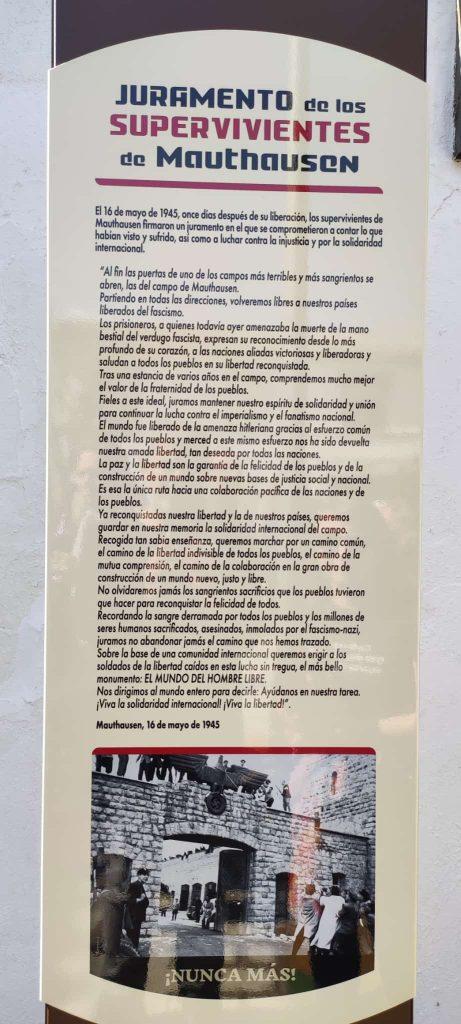 JURAMENTO de los
SUPERVIVIENTES
de Mauthausen
El 16 de mayo de 1945, once días después de su liberación, los supervivientes de
Mauthausen firmaron un juramento en el que se comprometieron a contar lo que
habían visto y sufrido, así como a luchar contra la injusticia y por la solidaridad
internacional.
"Al fin las puertas de uno de los campos más terribles y más sangrientos se
abren, las del campo de Mauthausen.
Partiendo en todas las direcciones, volveremos libres a nuestros países
liberados del fascismo.
Los prisioneros, a quienes todavía ayer amenazaba la muerte de la mano
bestial del verdugo fascista, expresan su reconocimiento desde lo más
profundo de su corazón, a las naciones aliadas victoriosas y liberadoras y
saludan a todos los pueblos en su libertad reconquistada.
Tras una estancia de varios años en el campo, comprendemos mucho mejor
el valor de la fraternidad de los pueblos.
Fieles a este ideal, juramos mantener nuestro espíritu de solidaridad y unión
para continuar la lucha contra el imperialismo y el fanatismo nacional.
El mundo fue liberado de la amenaza hitleriana gracias al esfuerzo común
de todos los pueblos y merced a este mismo esfuerzo nos ha sido devuelta
nuestra amada libertad, tan deseada por todas las naciones.
La paz y la libertad son la garantía de la felicidad de los pueblos y de la
construcción de un mundo sobre nuevas bases de justicia social y nacional.
Es esa la única ruta hacia una colaboración pacífica de las naciones y de
los pueblos.
Ya reconquistadas nuestra libertad y la de nuestros países, queremos
guardar en nuestra memoria la solidaridad internacional del campo.
Recogida tan sabia enseñanza, queremos marchar por un camino común,
el camino de la libertad indivisible de todos los pueblos, el camino de la
mutua comprensión, el camino de la colaboración en la gran obra de
construcción de un mundo nuevo, justo y libre.
No olvidaremos jamás los sangrientos sacrificios que los pueblos tuvieron
que hacer para reconquistar la felicidad de todos.
Recordando la sangre derramada por todos los pueblos y los millones de
seres humanos sacrificados, asesinados, inmolados por el fascismo-nazi,
juramos no abandonar jamás el camino que nos hemos trazado.
Sobre la base de una comunidad internacional queremos erigir a los
soldados de la libertad caídos en esta lucha sin tregua, el más bello
monumento: EL MUNDO DEL HOMBRE LIBRE.
Nos dirigimos al mundo entero para decirle: Ayúdanos en nuestra tarea.
¡Viva la solidaridad internacional! ¡Viva la libertad!".
Mauthausen, 16 de mayo de 1945
¡NUNCA MÁS!